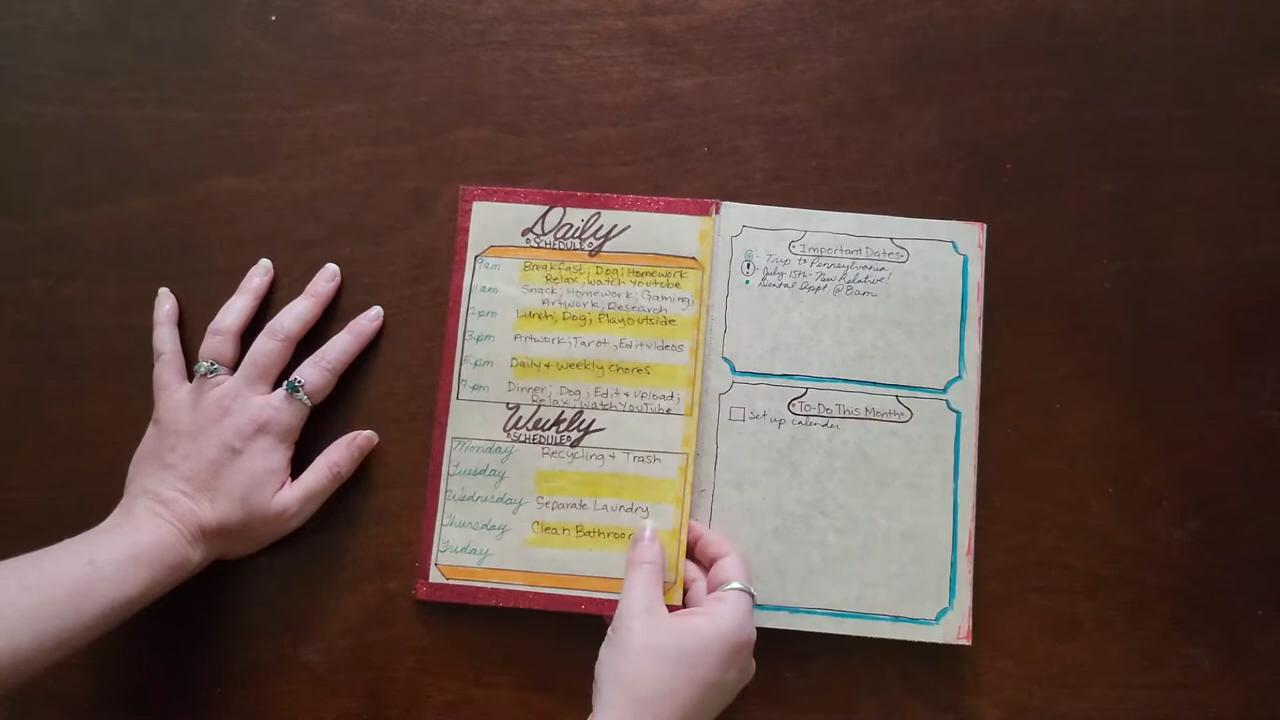 Daily
SCHEDULE
9am Breakfast; Dog; Homework
Relax, watch Youtube
11am Snack; Homework; Gaming;
Artwork, Research
Lunch; Dog; Play outside
3pm Artwork; Tarot, Edit videos
5pm Daily & Weekly Chores
7pm Dinner; Dog; Edit & Upload;
Relax, Watch YouTube
Weekly
SCHEDULE
Monday Recycling & Trash
Tuesday
Wednesday Separate Laundry
Thursday Clean Bathroom
Friday
Important Dates
- Trip to Pennsylvania
! July 15th - New Relative!
Dental Appt. @ 8am
To-Do This Month
Set up calender